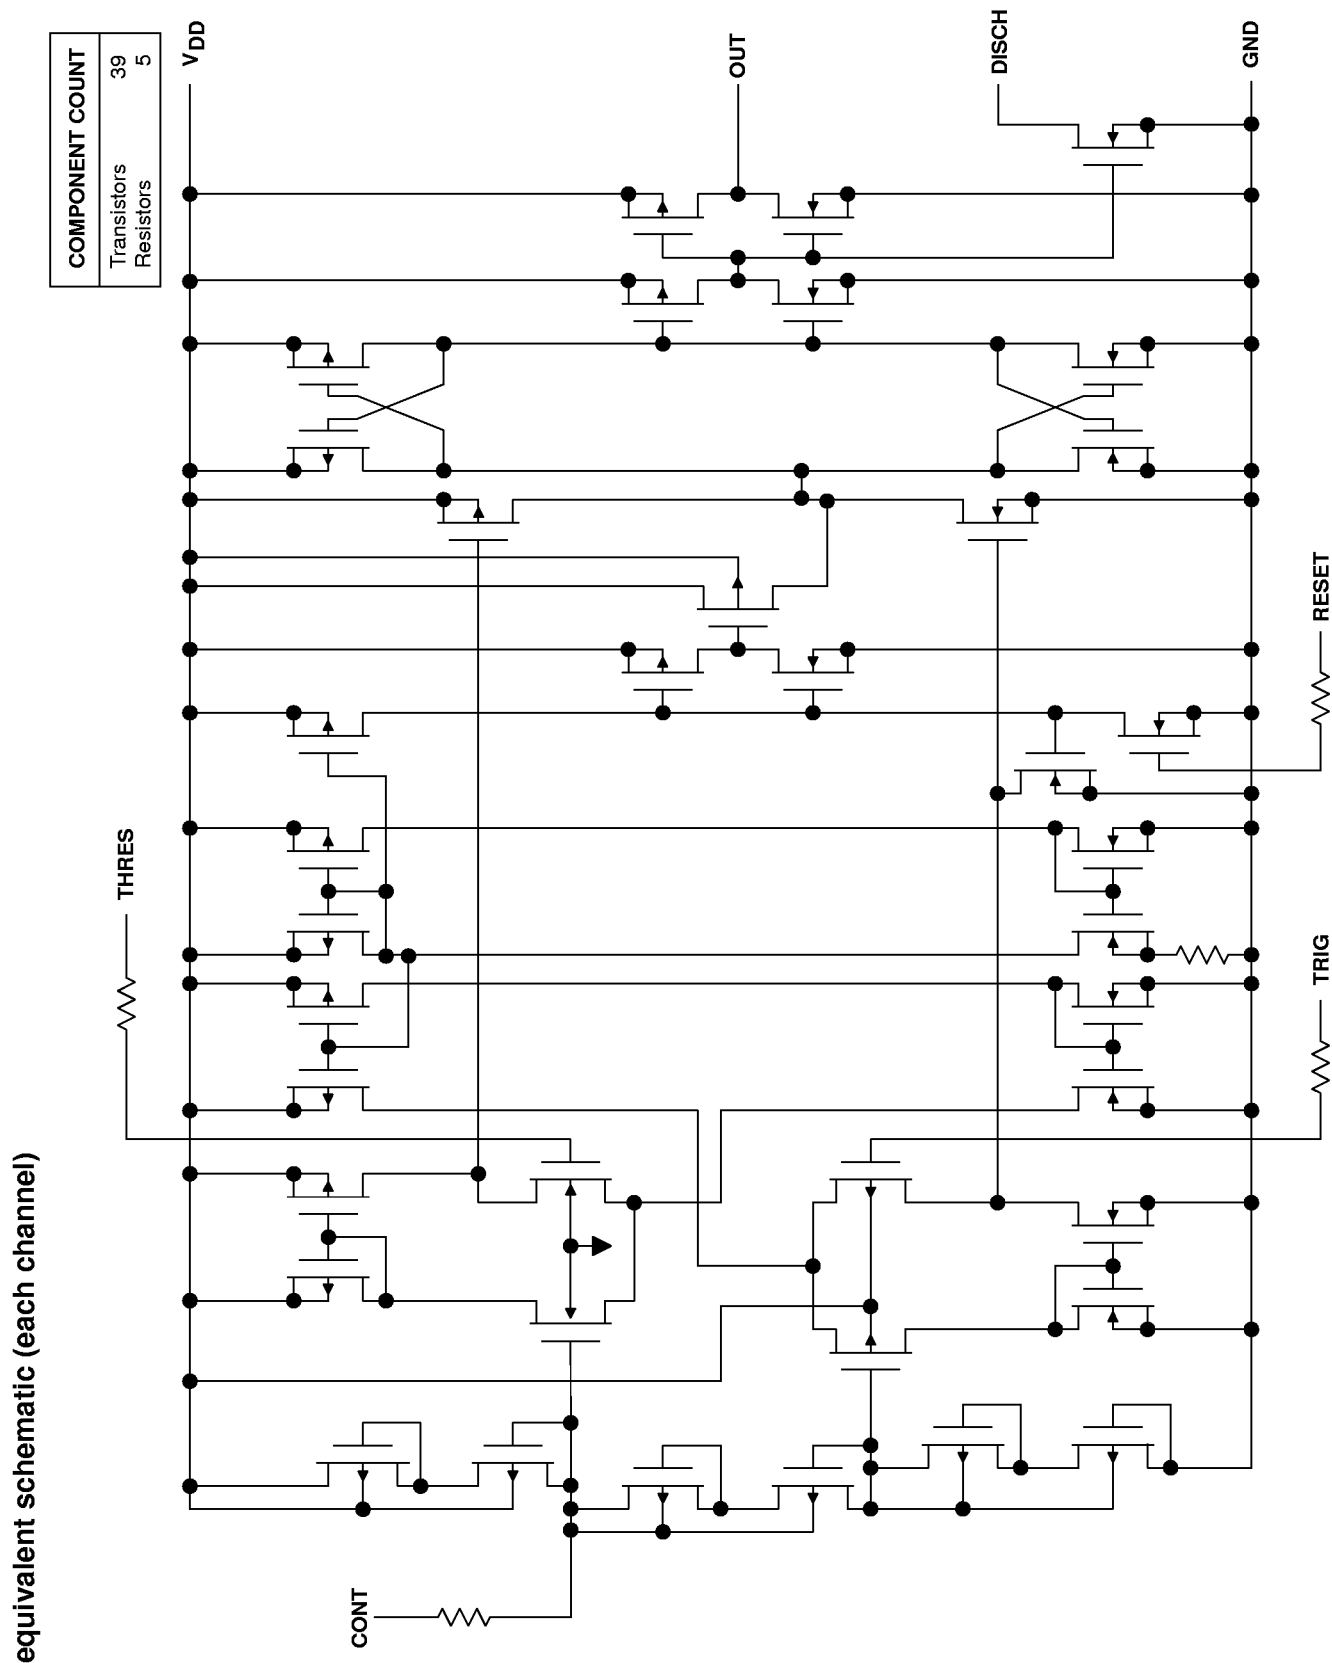 equivalent schematic (each channel)
COMPONENT COUNT
Transistors 39
Resistors 5
VDD
THRES
CONT
OUT
DISCH
GND
RESET
TRIG